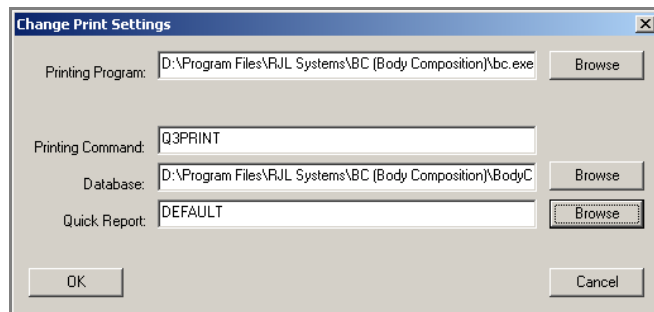 Change Print Settings
Printing Program: D:\Program Files\RJL Systems\BC (Body Composition)\bc.exe Browse
Printing Command: Q3PRINT
Database: D:\Program Files\RJL Systems\BC (Body Composition)\BodyC Browse
Quick Report: DEFAULT Browse
OK Cancel